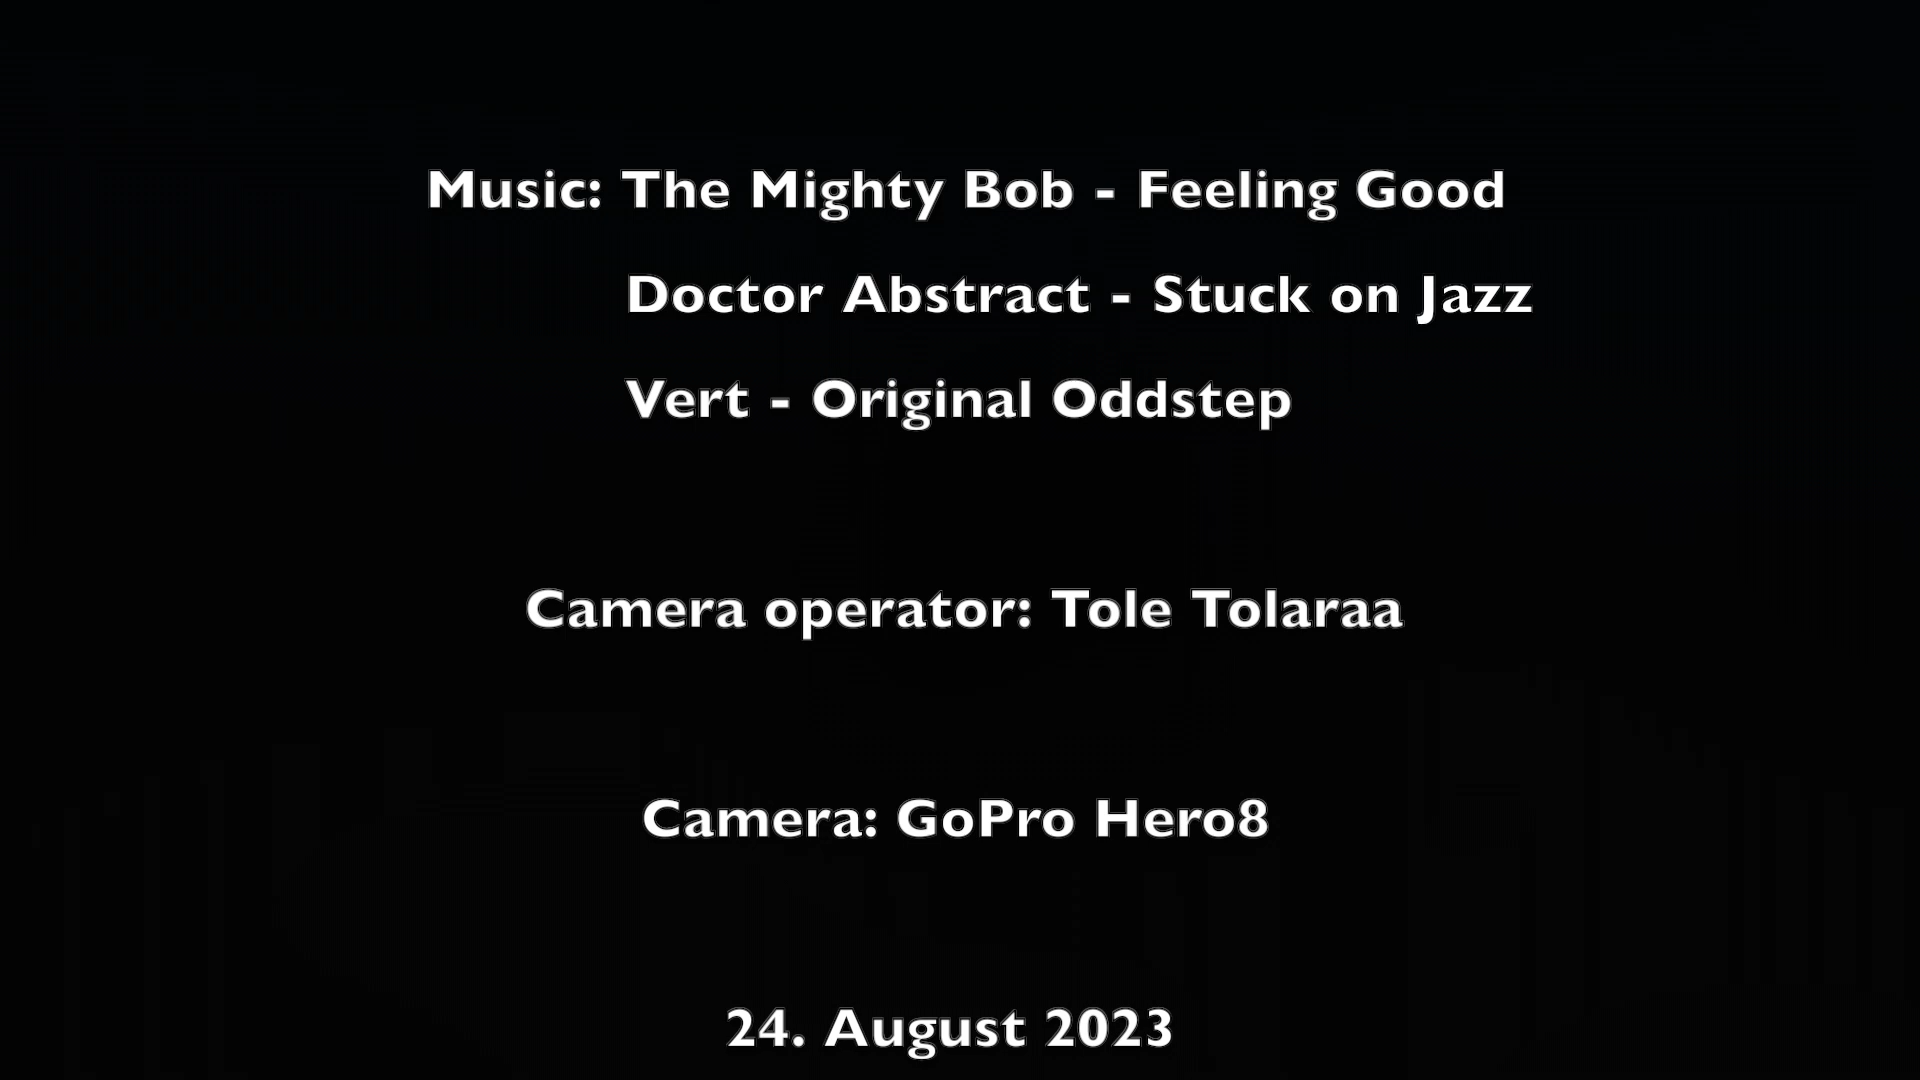 Music: The Mighty Bob - Feeling Good
Doctor Abstract - Stuck on Jazz
Vert - Original Oddstep
Camera operator: Tole Tolaraa
Camera: GoPro Hero8
24. August 2023